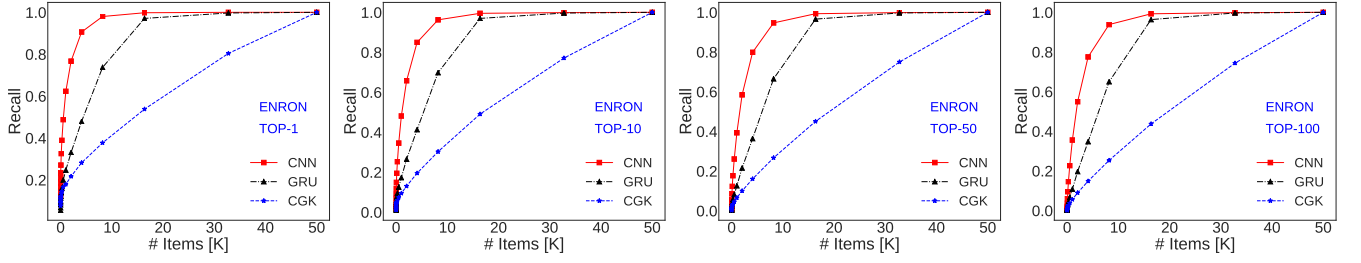 Recall
1.0
0.8
0.6
0.4
0.2
ENRON
TOP-1
CNN
GRU
CGK
0 10 20 30 40 50
# Items [K]
Recall
1.0
0.8
0.6
0.4
0.2
0.0
ENRON
TOP-10
CNN
GRU
CGK
0 10 20 30 40 50
# Items [K]
Recall
1.0
0.8
0.6
0.4
0.2
0.0
ENRON
TOP-50
CNN
GRU
CGK
0 10 20 30 40 50
# Items [K]
Recall
1.0
0.8
0.6
0.4
0.2
0.0
ENRON
TOP-100
CNN
GRU
CGK
0 10 20 30 40 50
# Items [K]